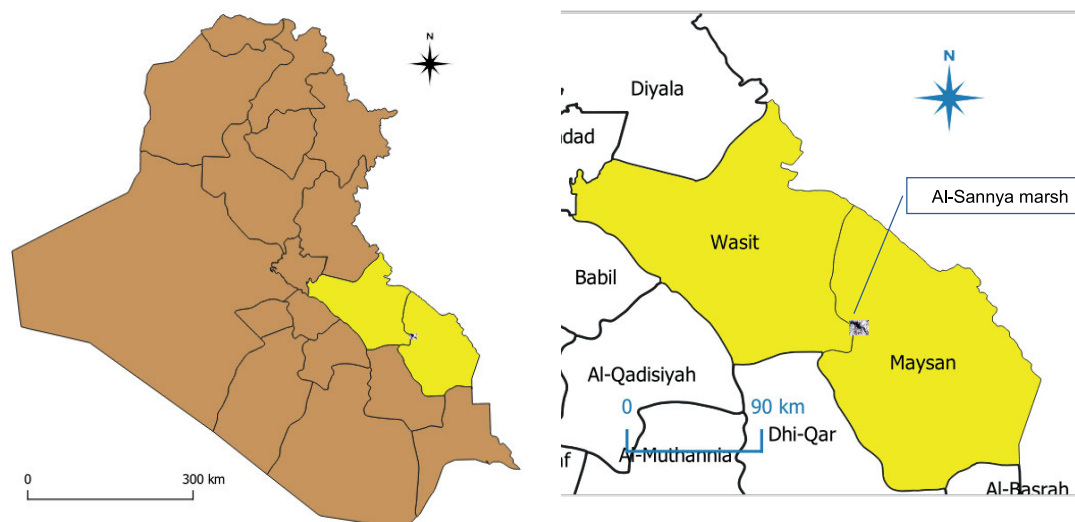 N
0
300 km
N
Diyala
dad
Al-Sannya marsh
Wasit
Babil
Maysan
Al-Qadisiyah
0
90 km
Dhi-Qar
af
Al-Muthannia
Al-Basrah